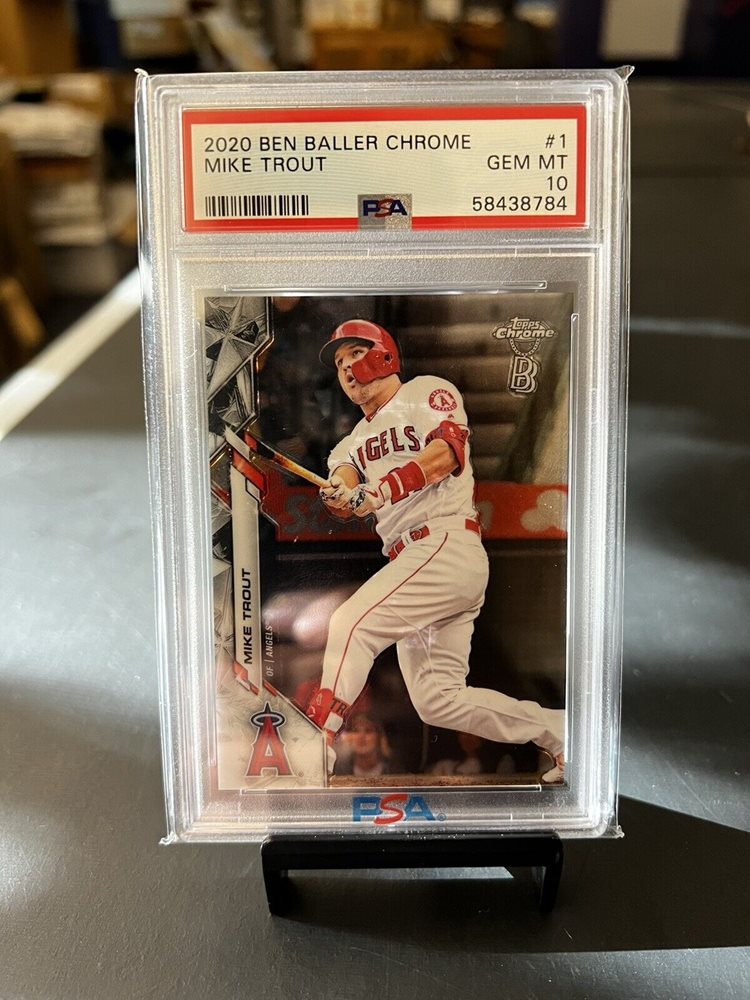 2020 BEN BALLER CHROME #1
MIKE TROUT GEM MT
10
PSA 58438784
Topps
Chrome
B
A
ANGELS
MIKE TROUT
OF | ANGELS
A
PSA